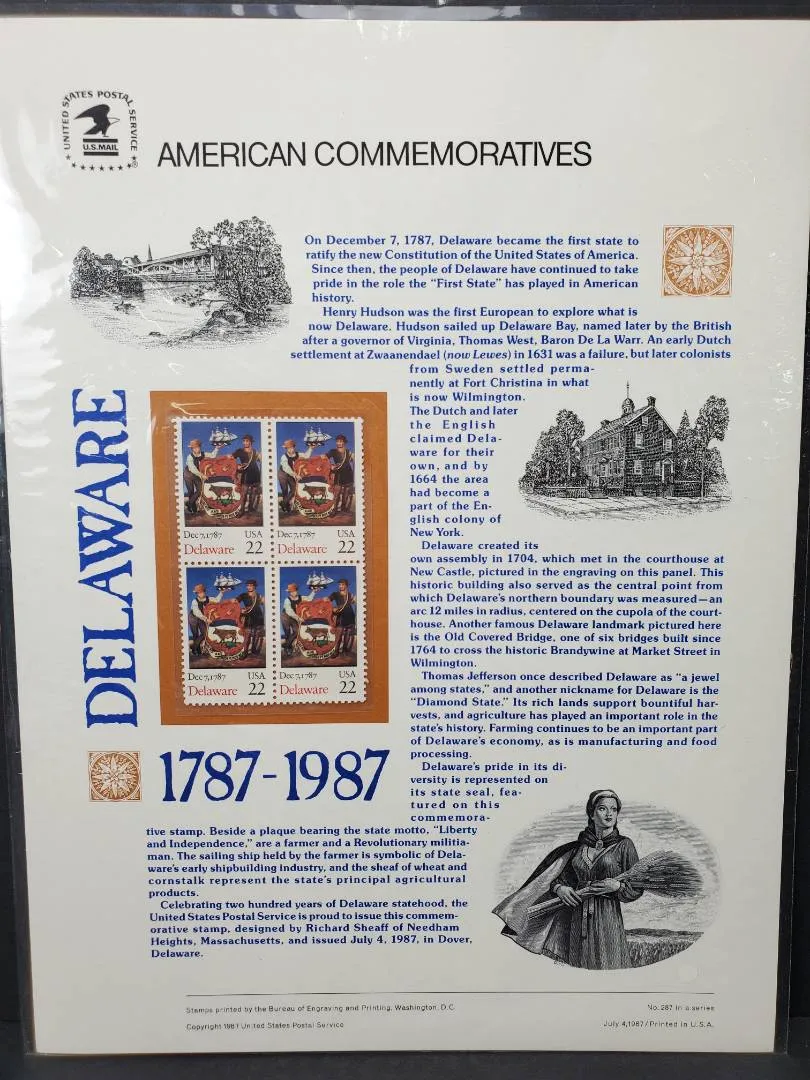 UNITED STATES POSTAL SERVICE
U.S.MAIL
AMERICAN COMMEMORATIVES
On December 7, 1787, Delaware became the first state to
ratify the new Constitution of the United States of America.
Since then, the people of Delaware have continued to take
pride in the role the "First State" has played in American
history.
Henry Hudson was the first European to explore what is
now Delaware. Hudson sailed up Delaware Bay, named later by the British
after a governor of Virginia, Thomas West, Baron De La Warr. An early Dutch
settlement at Zwaanendael (now Lewes) in 1631 was a failure, but later colonists
from Sweden settled perma-
nently at Fort Christina in what
is now Wilmington.
The Dutch and later
the English
claimed Dela-
ware for their
own, and by
1664 the area
had become a
part of the En-
glish colony of
New York.
Delaware created its
own assembly in 1704, which met in the courthouse at
New Castle, pictured in the engraving on this panel. This
historic building also served as the central point from
which Delaware's northern boundary was measured—an
arc 12 miles in radius, centered on the cupola of the court-
house. Another famous Delaware landmark pictured here
is the Old Covered Bridge, one of six bridges built since
1764 to cross the historic Brandywine at Market Street in
Wilmington.
Thomas Jefferson once described Delaware as "a jewel
among states," and another nickname for Delaware is the
"Diamond State." Its rich lands support bountiful har-
vests, and agriculture has played an important role in the
state's history. Farming continues to be an important part
of Delaware's economy, as is manufacturing and food
processing.
Delaware's pride in its di-
versity is represented on
its state seal, fea-
tured on this
commemora-
tive stamp. Beside a plaque bearing the state motto, "Liberty
and Independence," are a farmer and a Revolutionary militia-
man. The sailing ship held by the farmer is symbolic of Dela-
ware's early shipbuilding industry, and the sheaf of wheat and
cornstalk represent the state's principal agricultural
products.
Celebrating two hundred years of Delaware statehood, the
United States Postal Service is proud to issue this commem-
orative stamp, designed by Richard Sheaff of Needham
Heights, Massachusetts, and issued July 4, 1987, in Dover,
Delaware.
DELAWARE
Dec 7, 1787 USA
Delaware 22
Dec 7, 1787 USA
Delaware 22
Dec 7, 1787 USA
Delaware 22
Dec 7, 1787 USA
Delaware 22
1787-1987
Stamps printed by the Bureau of Engraving and Printing, Washington, D.C.
Copyright 1987 United States Postal Service
No. 287 in a series
July 4, 1987/Printed in U.S.A.